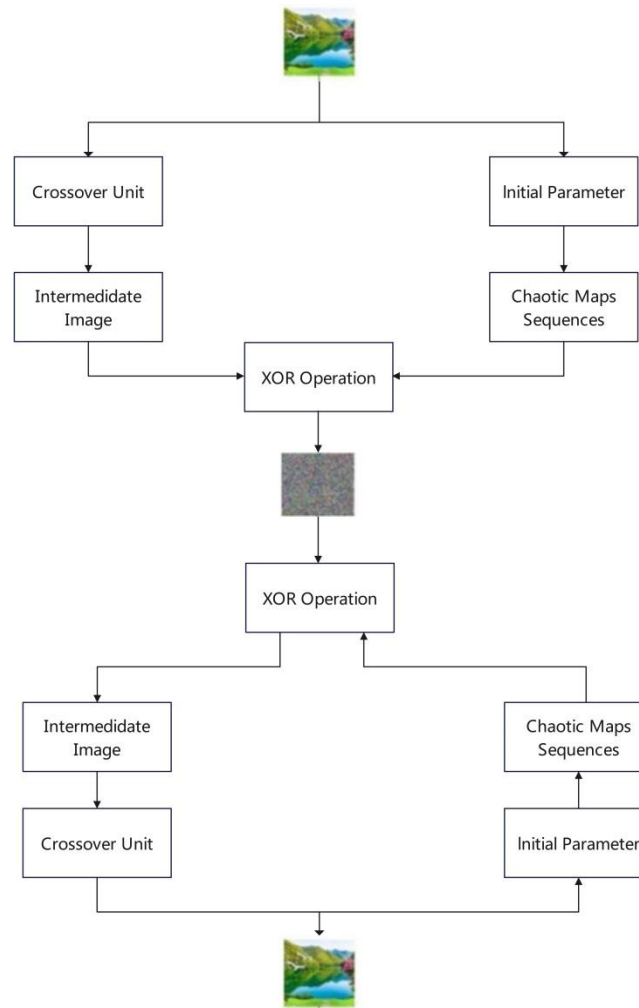 Crossover Unit
Initial Parameter
Intermedidate
Image
Chaotic Maps
Sequences
XOR Operation
XOR Operation
Intermedidate
Image
Chaotic Maps
Sequences
Crossover Unit
Initial Parameter